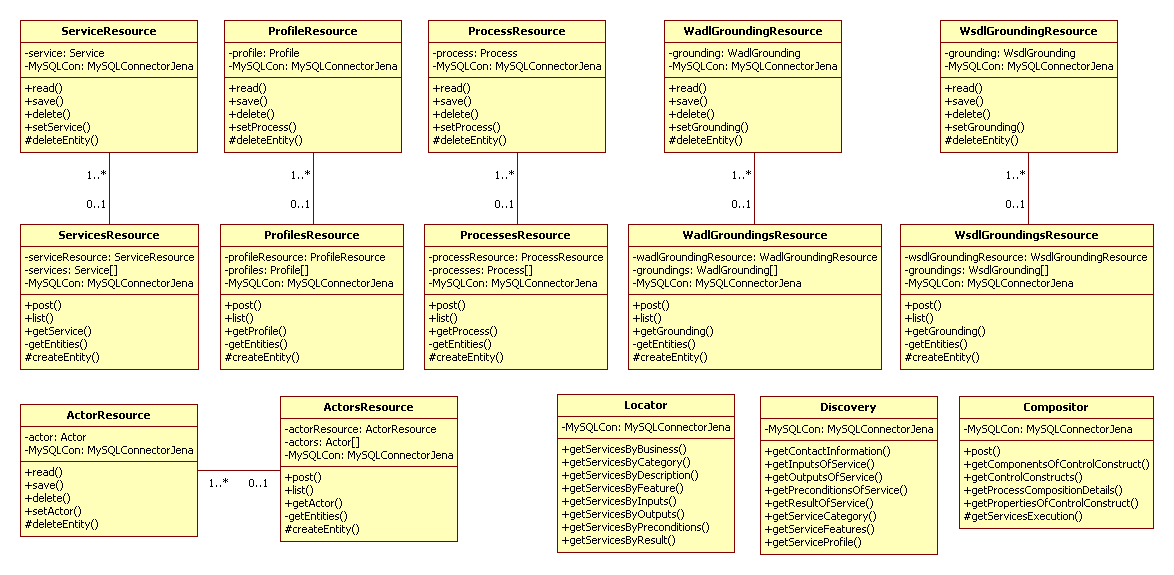 ServiceResource
-service: Service
-MySQLCon: MySQLConnectorJena
+read()
+save()
+delete()
+setService()
#deleteEntity()
ProfileResource
-profile: Profile
-MySQLCon: MySQLConnectorJena
+read()
+save()
+delete()
+setProcess()
#deleteEntity()
ProcessResource
-process: Process
-MySQLCon: MySQLConnectorJena
+read()
+save()
+delete()
+setProcess()
#deleteEntity()
WadlGroundingResource
-grounding: WadlGrounding
-MySQLCon: MySQLConnectorJena
+read()
+save()
+delete()
+setGrounding()
#deleteEntity()
WsdlGroundingResource
-grounding: WsdlGrounding
-MySQLCon: MySQLConnectorJena
+read()
+save()
+delete()
+setGrounding()
#deleteEntity()
1..*
0..1
1..*
0..1
1..*
0..1
1..*
0..1
1..*
0..1
ServicesResource
-serviceResource: ServiceResource
-services: Service[]
-MySQLCon: MySQLConnectorJena
+post()
+list()
+getService()
-getEntities()
#createEntity()
ProfilesResource
-profileResource: ProfileResource
-profiles: Profile[]
-MySQLCon: MySQLConnectorJena
+post()
+list()
+getProfile()
-getEntities()
#createEntity()
ProcessesResource
-processResource: ProcessResource
-processes: Process[]
-MySQLCon: MySQLConnectorJena
+post()
+list()
+getProcess()
-getEntities()
#createEntity()
WadlGroundingsResource
-wadlGroundingResource: WadlGroundingResource
-groundings: WadlGrounding[]
-MySQLCon: MySQLConnectorJena
+post()
+list()
+getGrounding()
-getEntities()
#createEntity()
WsdlGroundingsResource
-wsdlGroundingResource: WsdlGroundingResource
-groundings: WsdlGrounding[]
-MySQLCon: MySQLConnectorJena
+post()
+list()
+getGrounding()
-getEntities()
#createEntity()
ActorResource
-actor: Actor
-MySQLCon: MySQLConnectorJena
+read()
+save()
+delete()
+setActor()
#deleteEntity()
1..* 0..1
ActorsResource
-actorResource: ActorResource
-actors: Actor[]
-MySQLCon: MySQLConnectorJena
+post()
+list()
+getActor()
-getEntities()
#createEntity()
Locator
-MySQLCon: MySQLConnectorJena
+getServicesByBusiness()
+getServicesByCategory()
+getServicesByDescription()
+getServicesByFeature()
+getServicesByInputs()
+getServicesByOutputs()
+getServicesByPreconditions()
+getServicesByResult()
Discovery
-MySQLCon: MySQLConnectorJena
+getContactInformation()
+getInputsOfService()
+getOutputsOfService()
+getPreconditionsOfService()
+getResultOfService()
+getServiceCategory()
+getServiceFeatures()
+getServiceProfile()
Compositor
-MySQLCon: MySQLConnectorJena
+post()
+getComponentsOfControlConstruct()
+getControlConstructs()
+getProcessCompositionDetails()
+getPropertiesOfControlConstruct()
#getServicesExecution()